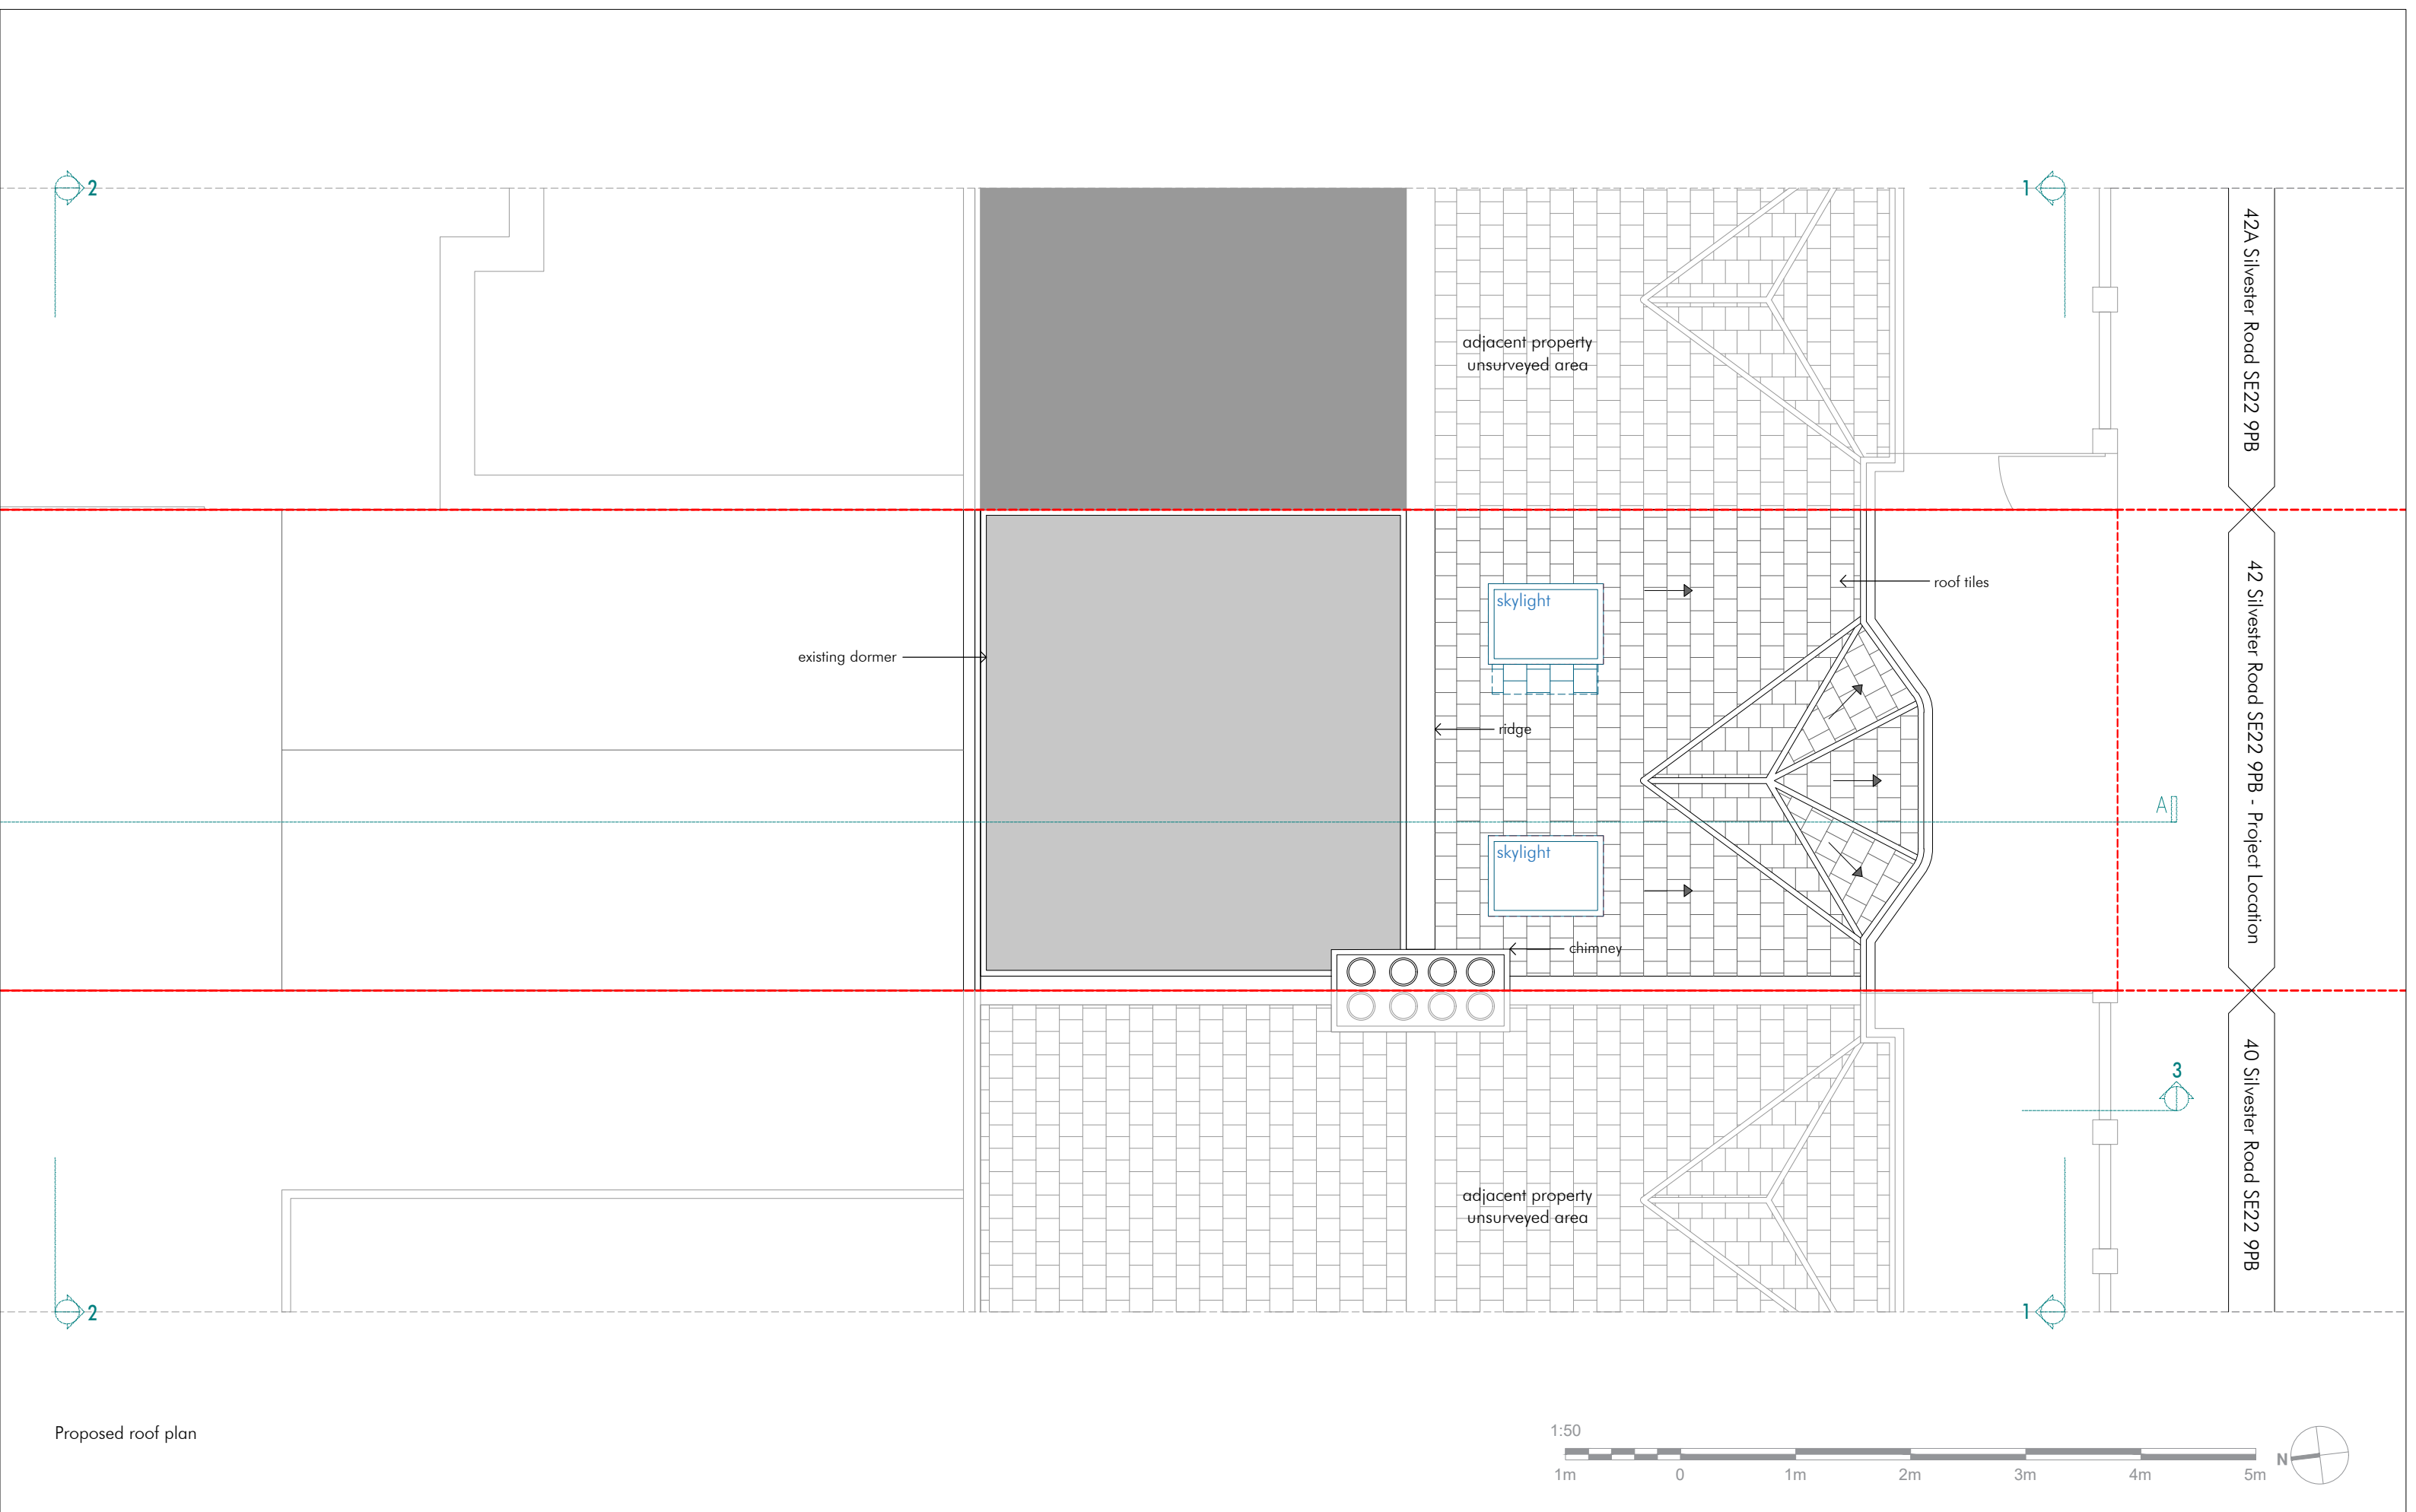 2
1
42A Silvester Road SE22 9PB
adjacent property
unsurveyed area
skylight
roof tiles
existing dormer
ridge
42 Silvester Road SE22 9PB - Project Location
A
skylight
chimney
3
40 Silvester Road SE22 9PB
adjacent property
unsurveyed area
2
1
Proposed roof plan
1:50
1m 0 1m 2m 3m 4m 5m
N